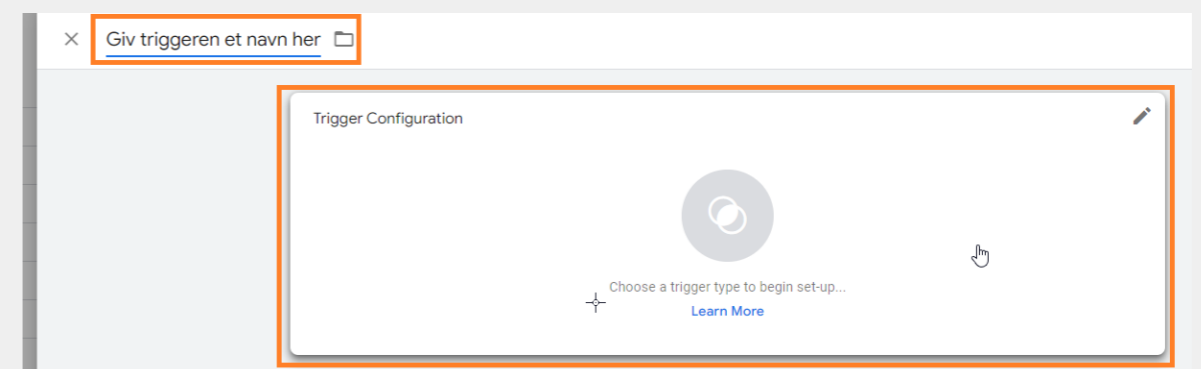 Giv triggeren et navn her
Trigger Configuration
Choose a trigger type to begin set-up...
Learn More